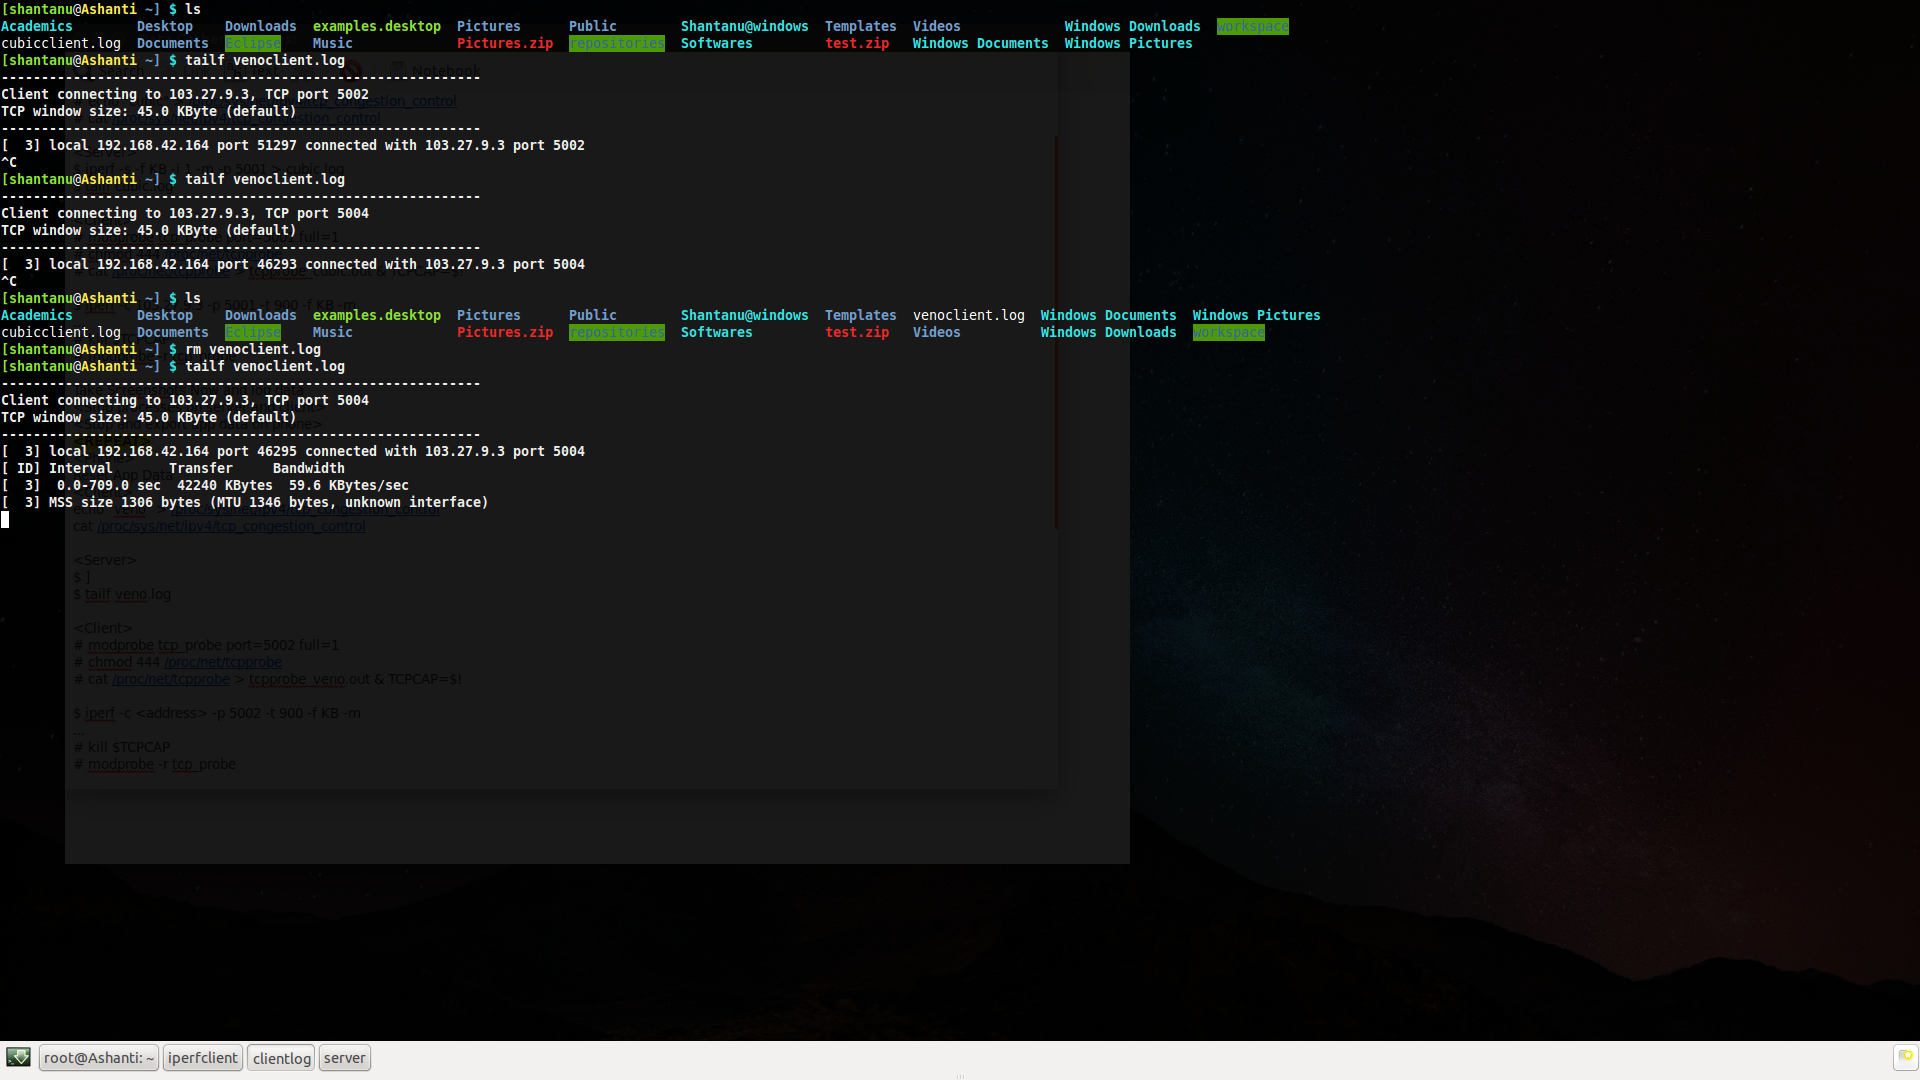 [shantanu@Ashanti ~] $ ls
Academics Desktop Downloads examples.desktop Pictures Public Shantanu@windows Templates Videos Windows Downloads workspace
cubicclient.log Documents Eclipse Music Pictures.zip repositories Softwares test.zip Windows Documents Windows Pictures
[shantanu@Ashanti ~] $ tailf venoclient.log
Notebook
------------------------------------------------------------
Client connecting to 103.27.9.3, TCP port 5002
TCP window size: 45.0 KByte (default)
------------------------------------------------------------
[  3] local 192.168.42.164 port 51297 connected with 103.27.9.3 port 5002
^C
[shantanu@Ashanti ~] $ tailf venoclient.log
------------------------------------------------------------
Client connecting to 103.27.9.3, TCP port 5004
TCP window size: 45.0 KByte (default)
------------------------------------------------------------
[  3] local 192.168.42.164 port 46293 connected with 103.27.9.3 port 5004
^C
[shantanu@Ashanti ~] $ ls
Academics Desktop Downloads examples.desktop Pictures Public Shantanu@windows Templates venoclient.log Windows Documents Windows Pictures
cubicclient.log Documents Eclipse Music Pictures.zip repositories Softwares test.zip Videos Windows Downloads workspace
[shantanu@Ashanti ~] $ rm venoclient.log
[shantanu@Ashanti ~] $ tailf venoclient.log
------------------------------------------------------------
Client connecting to 103.27.9.3, TCP port 5004
TCP window size: 45.0 KByte (default)
------------------------------------------------------------
[  3] local 192.168.42.164 port 46295 connected with 103.27.9.3 port 5004
[ ID] Interval       Transfer     Bandwidth
[  3]  0.0-709.0 sec  42240 KBytes  59.6 KBytes/sec
[  3] MSS size 1306 bytes (MTU 1346 bytes, unknown interface)
cat /proc/sys/net/ipv4/tcp_congestion_control
<Server>
$ ]
$ tailf veno.log
<Client>
# modprobe tcp_probe port=5002 full=1
# chmod 444 /proc/net/tcpprobe
# cat /proc/net/tcpprobe > tcpprobe_veno.out & TCPCAP=$!
$ iperf -c <address> -p 5002 -t 900 -f KB -m
...
# kill $TCPCAP
# modprobe -r tcp_probe
root@Ashanti: ~ iperfclient clientlog server